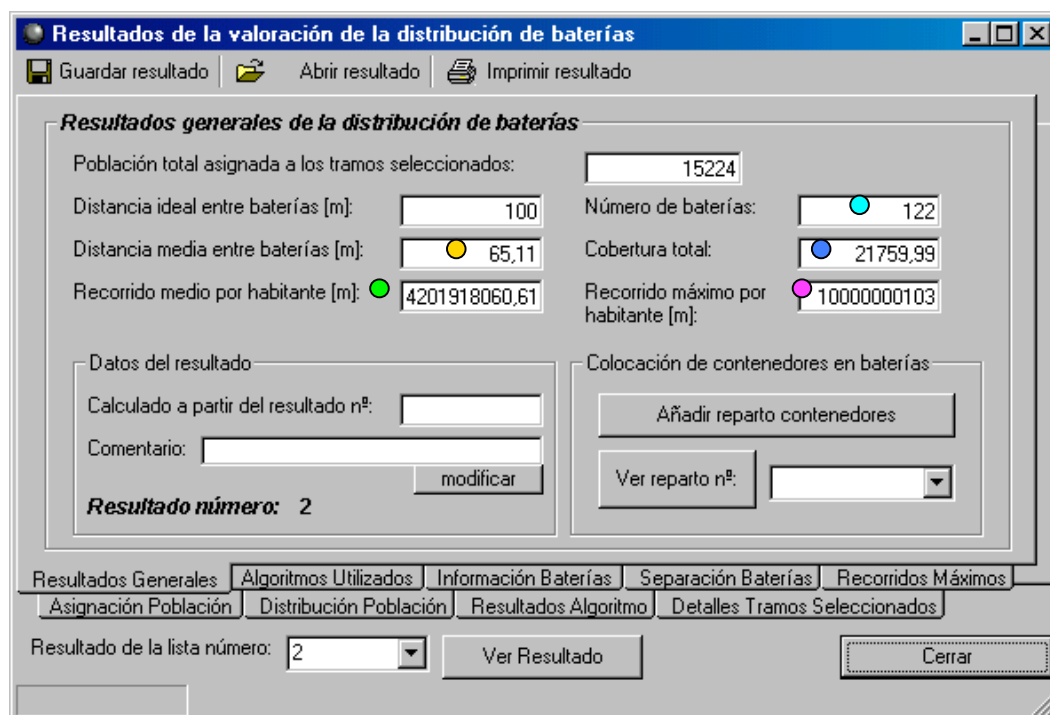 Resultados de la valoración de la distribución de baterías
Guardar resultado Abrir resultado Imprimir resultado
Resultados generales de la distribución de baterías
Población total asignada a los tramos seleccionados: 15224
Distancia ideal entre baterías [m]: 100 Número de baterías: 122
Distancia media entre baterías [m]: 65,11 Cobertura total: 21759,99
Recorrido medio por habitante [m]: 4201918060,61 Recorrido máximo por habitante [m]: 10000000103
Datos del resultado
Calculado a partir del resultado nº:
Comentario:
modificar
Resultado número: 2
Colocación de contenedores en baterías
Añadir reparto contenedores
Ver reparto nº:
Resultados Generales Algoritmos Utilizados Información Baterías Separación Baterías Recorridos Máximos
Asignación Población Distribución Población Resultados Algoritmo Detalles Tramos Seleccionados
Resultado de la lista número: 2 Ver Resultado Cerrar